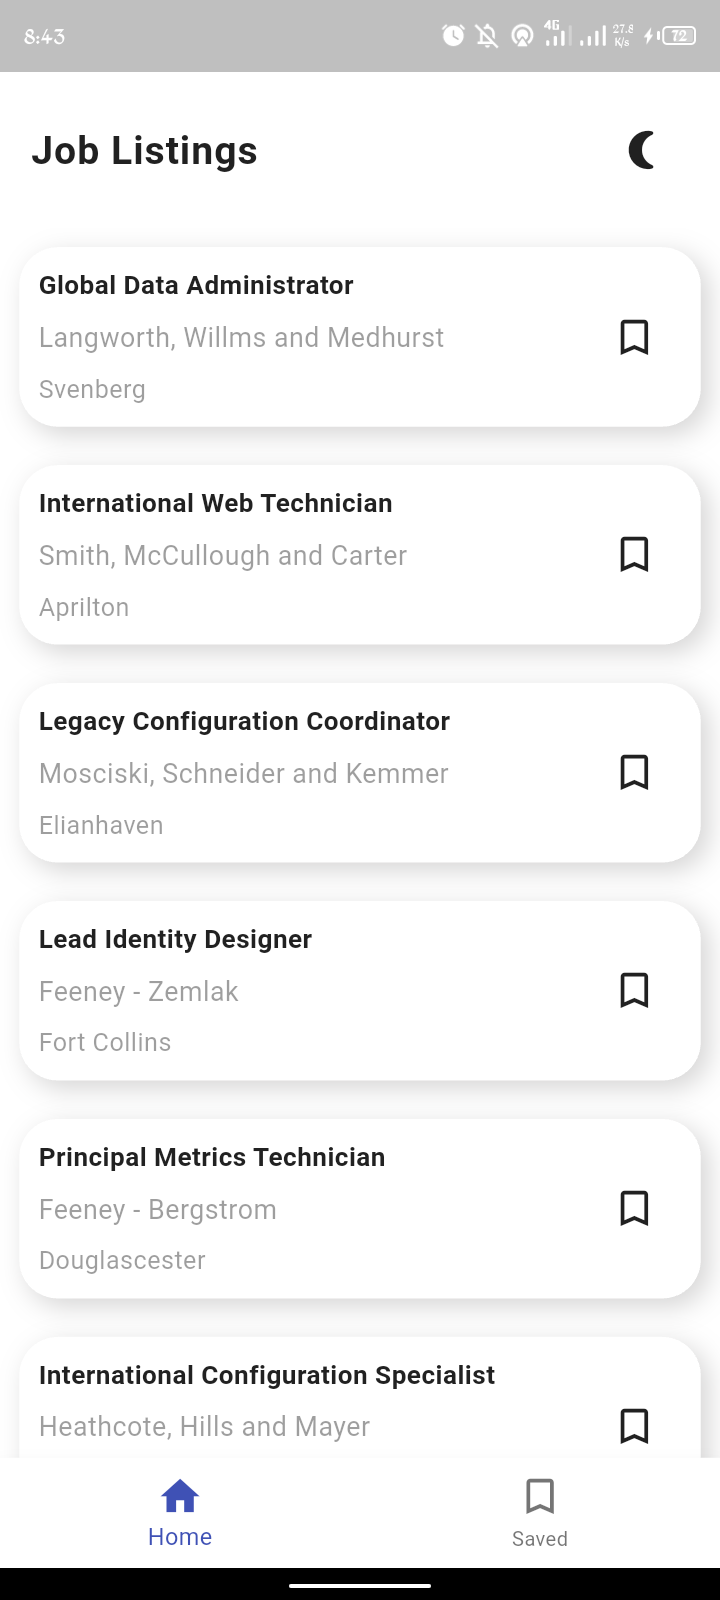 8:43
4G
27.8
K/s
72
Job Listings
Global Data Administrator
Langworth, Willms and Medhurst
Svenberg
International Web Technician
Smith, McCullough and Carter
Aprilton
Legacy Configuration Coordinator
Mosciski, Schneider and Kemmer
Elianhaven
Lead Identity Designer
Feeney - Zemlak
Fort Collins
Principal Metrics Technician
Feeney - Bergstrom
Douglascester
International Configuration Specialist
Heathcote, Hills and Mayer
Home
Saved